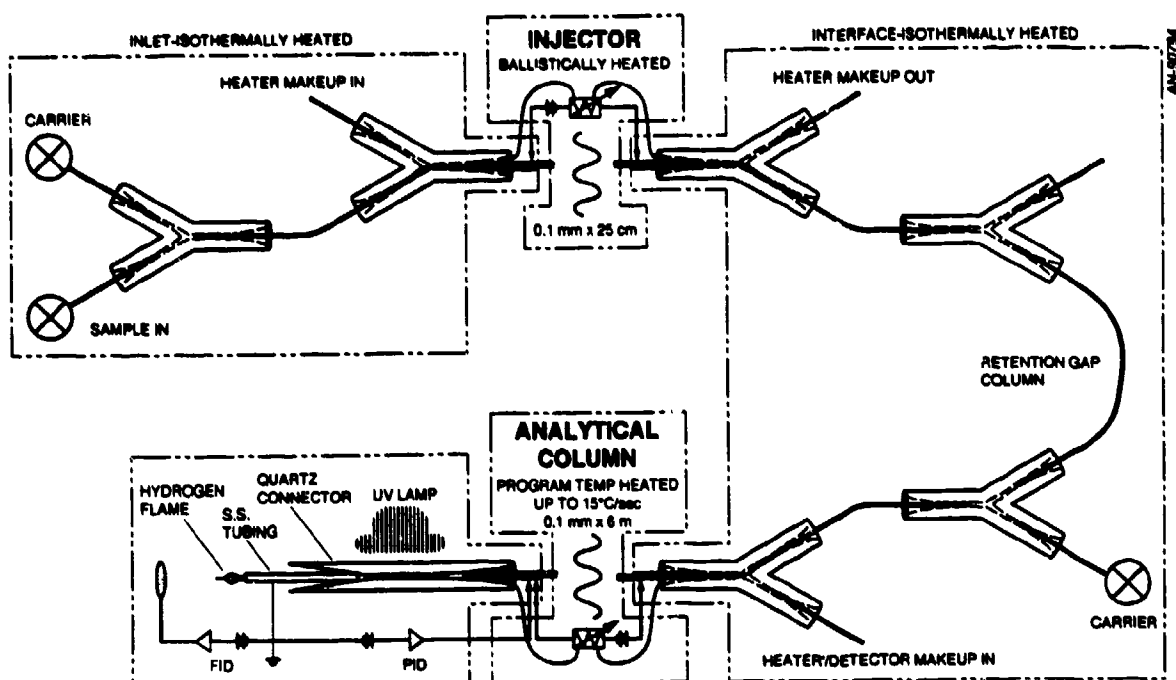 INLET-ISOTHERMALLY HEATED
INJECTOR
BALLISTICALLY HEATED
INTERFACE-ISOTHERMALLY HEATED
HEATER MAKEUP IN
HEATER MAKEUP OUT
CARRIER
0.1 mm x 25 cm
SAMPLE IN
RETENTION GAP
COLUMN
ANALYTICAL
COLUMN
PROGRAM TEMP HEATED
UP TO 15°C/sec
0.1 mm x 6 m
HYDROGEN
FLAME
QUARTZ
CONNECTOR
S.S.
TUBING
UV LAMP
CARRIER
FID
PID
HEATER/DETECTOR MAKEUP IN